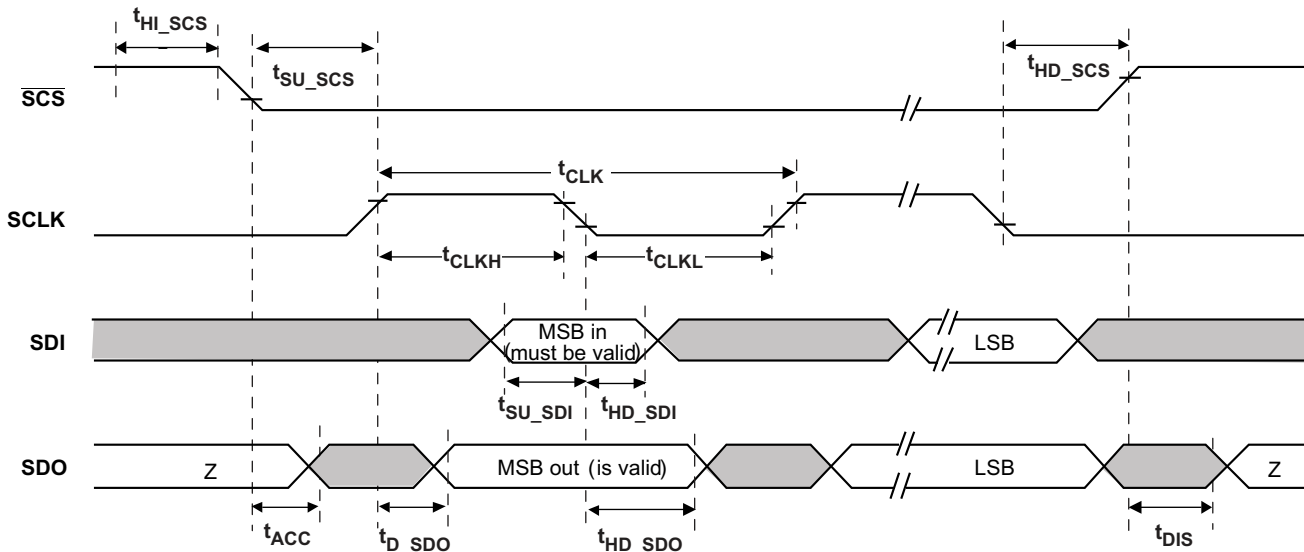 tHI_SCS
tSU_SCS
tHD_SCS
SCS
tCLK
SCLK
tCLKH
tCLKL
SDI
MSB in
(must be valid)
LSB
tSU_SDI
tHD_SDI
SDO
Z
MSB out (is valid)
LSB
Z
tACC
tD_SDO
tHD_SDO
tDIS